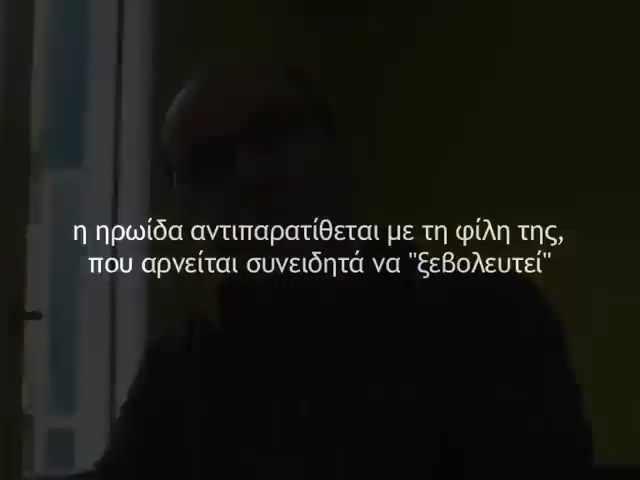 η ηρωίδα αντιπαρατίθεται με τη φίλη της,
που αρνείται συνειδητά να "ξεβολευτεί"